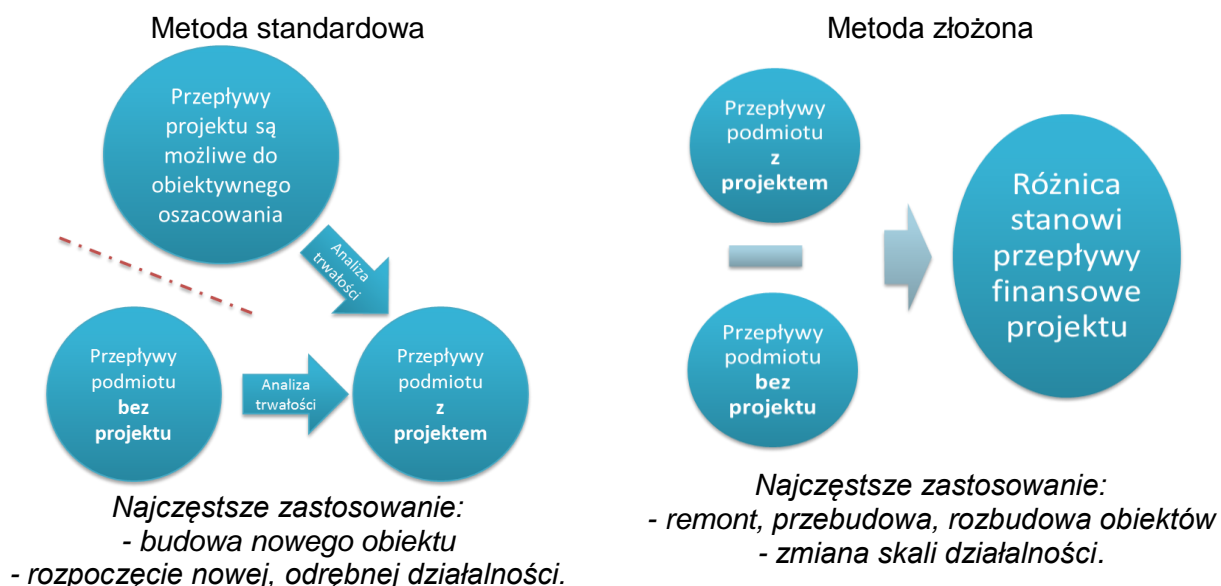 Metoda standardowa
Przepływy
projektu są
możliwe do
obiektywnego
oszacowania
Analiza
trwałości
Przepływy
podmiotu
bez
projektu
Analiza
trwałości
Przepływy
podmiotu
z
projektem
Najczęstsze zastosowanie:
- budowa nowego obiektu
- rozpoczęcie nowej, odrębnej działalności.
Metoda złożona
Przepływy
podmiotu
z
projektem
Przepływy
podmiotu
bez
projektu
Różnica
stanowi
przepływy
finansowe
projektu
Najczęstsze zastosowanie:
- remont, przebudowa, rozbudowa obiektów
- zmiana skali działalności.